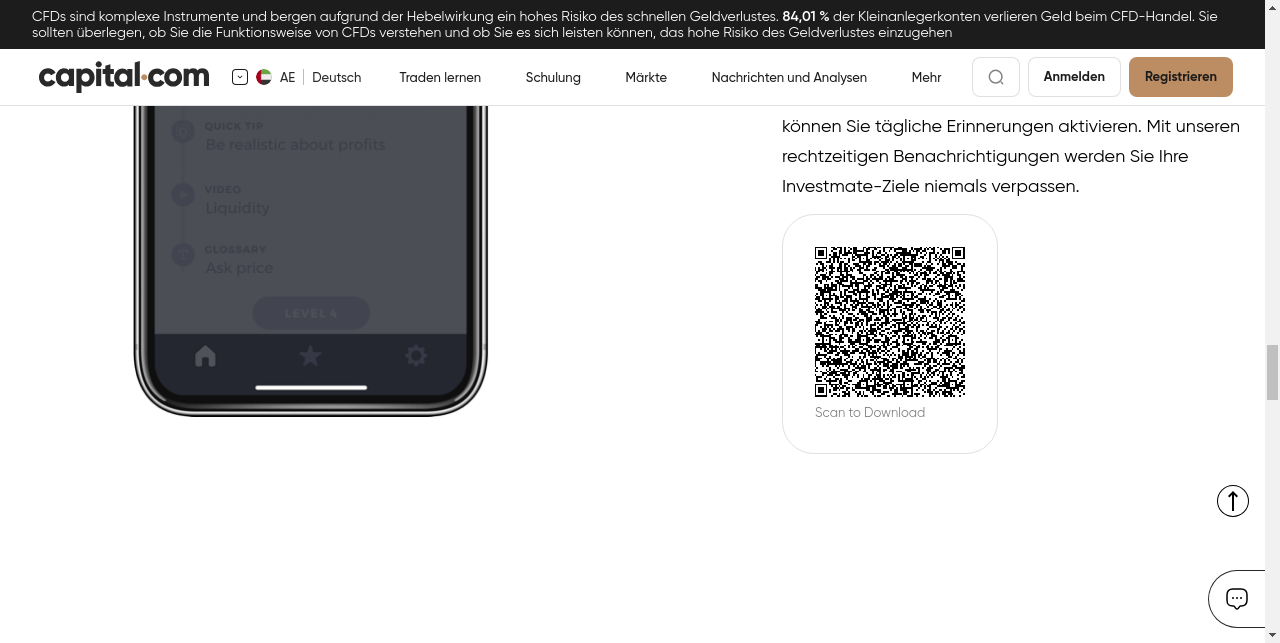 CFDs sind komplexe Instrumente und bergen aufgrund der Hebelwirkung ein hohes Risiko des schnellen Geldverlustes. 84,01 % der Kleinanlegerkonten verlieren Geld beim CFD-Handel. Sie
sollten überlegen, ob Sie die Funktionsweise von CFDs verstehen und ob Sie es sich leisten können, das hohe Risiko des Geldverlustes einzugehen
capital.com AE Deutsch Traden lernen Schulung Märkte Nachrichten und Analysen Mehr Anmelden Registrieren
QUICK TIP
Be realistic about profits
VIDEO
Liquidity
GLOSSARY
Ask price
LEVEL 4
können Sie tägliche Erinnerungen aktivieren. Mit unseren
rechtzeitigen Benachrichtigungen werden Sie Ihre
Investmate-Ziele niemals verpassen.
Scan to Download